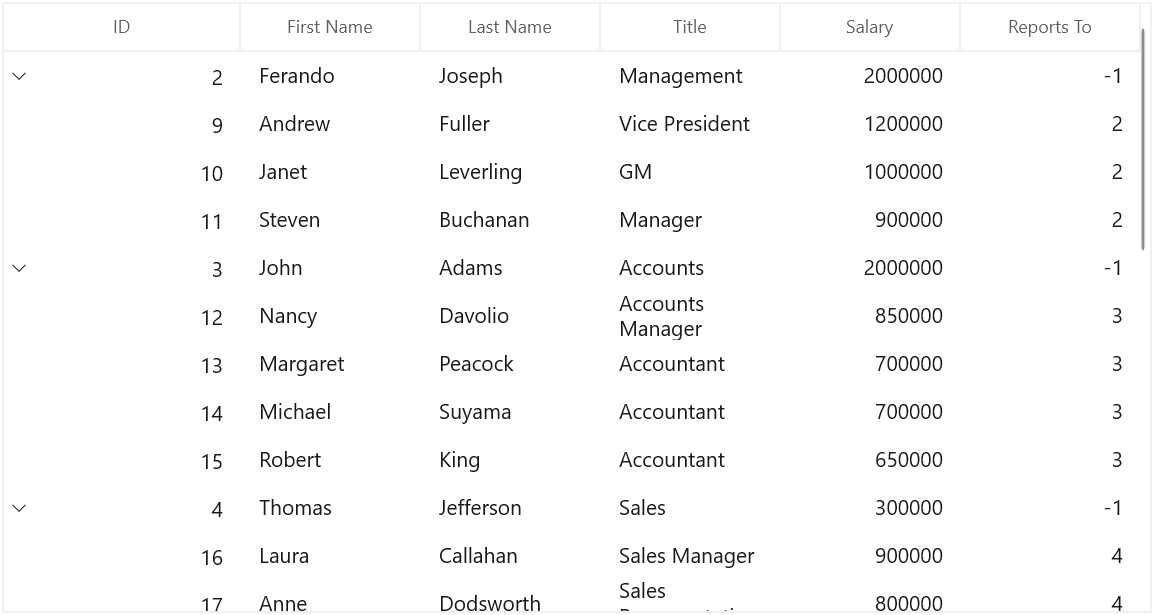 ID First Name Last Name Title Salary Reports To
2 Ferando Joseph Management 2000000 -1
9 Andrew Fuller Vice President 1200000 2
10 Janet Leverling GM 1000000 2
11 Steven Buchanan Manager 900000 2
3 John Adams Accounts 2000000 -1
12 Nancy Davolio Accounts Manager 850000 3
13 Margaret Peacock Accountant 700000 3
14 Michael Suyama Accountant 700000 3
15 Robert King Accountant 650000 3
4 Thomas Jefferson Sales 300000 -1
16 Laura Callahan Sales Manager 900000 4
17 Anne Dodsworth Sales 800000 4